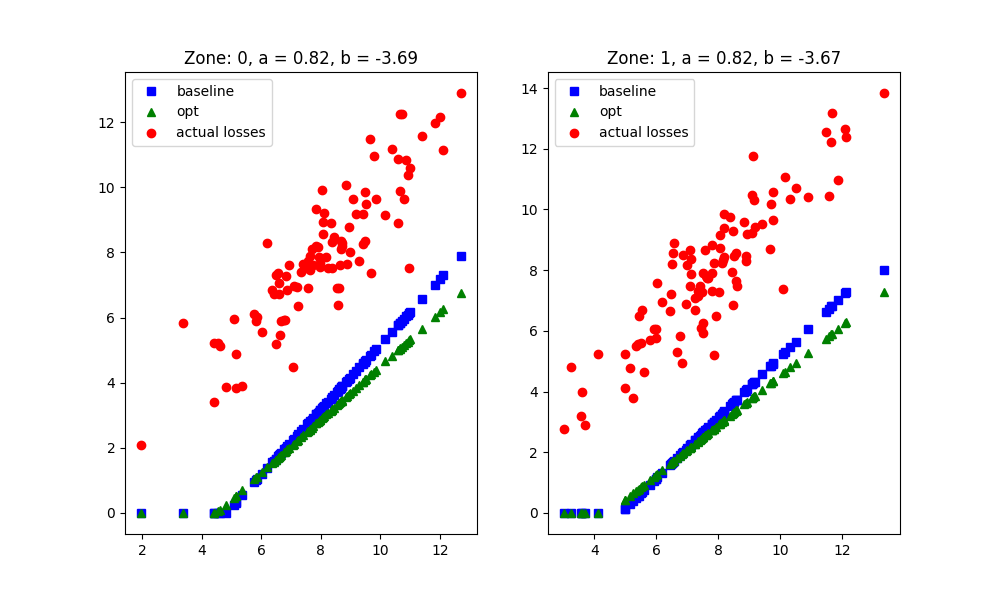 Zone: 0, a = 0.82, b = -3.69
baseline
opt
actual losses
12
10
8
6
4
2
0
2 4 6 8 10 12
Zone: 1, a = 0.82, b = -3.67
baseline
opt
actual losses
14
12
10
8
6
4
2
0
4 6 8 10 12